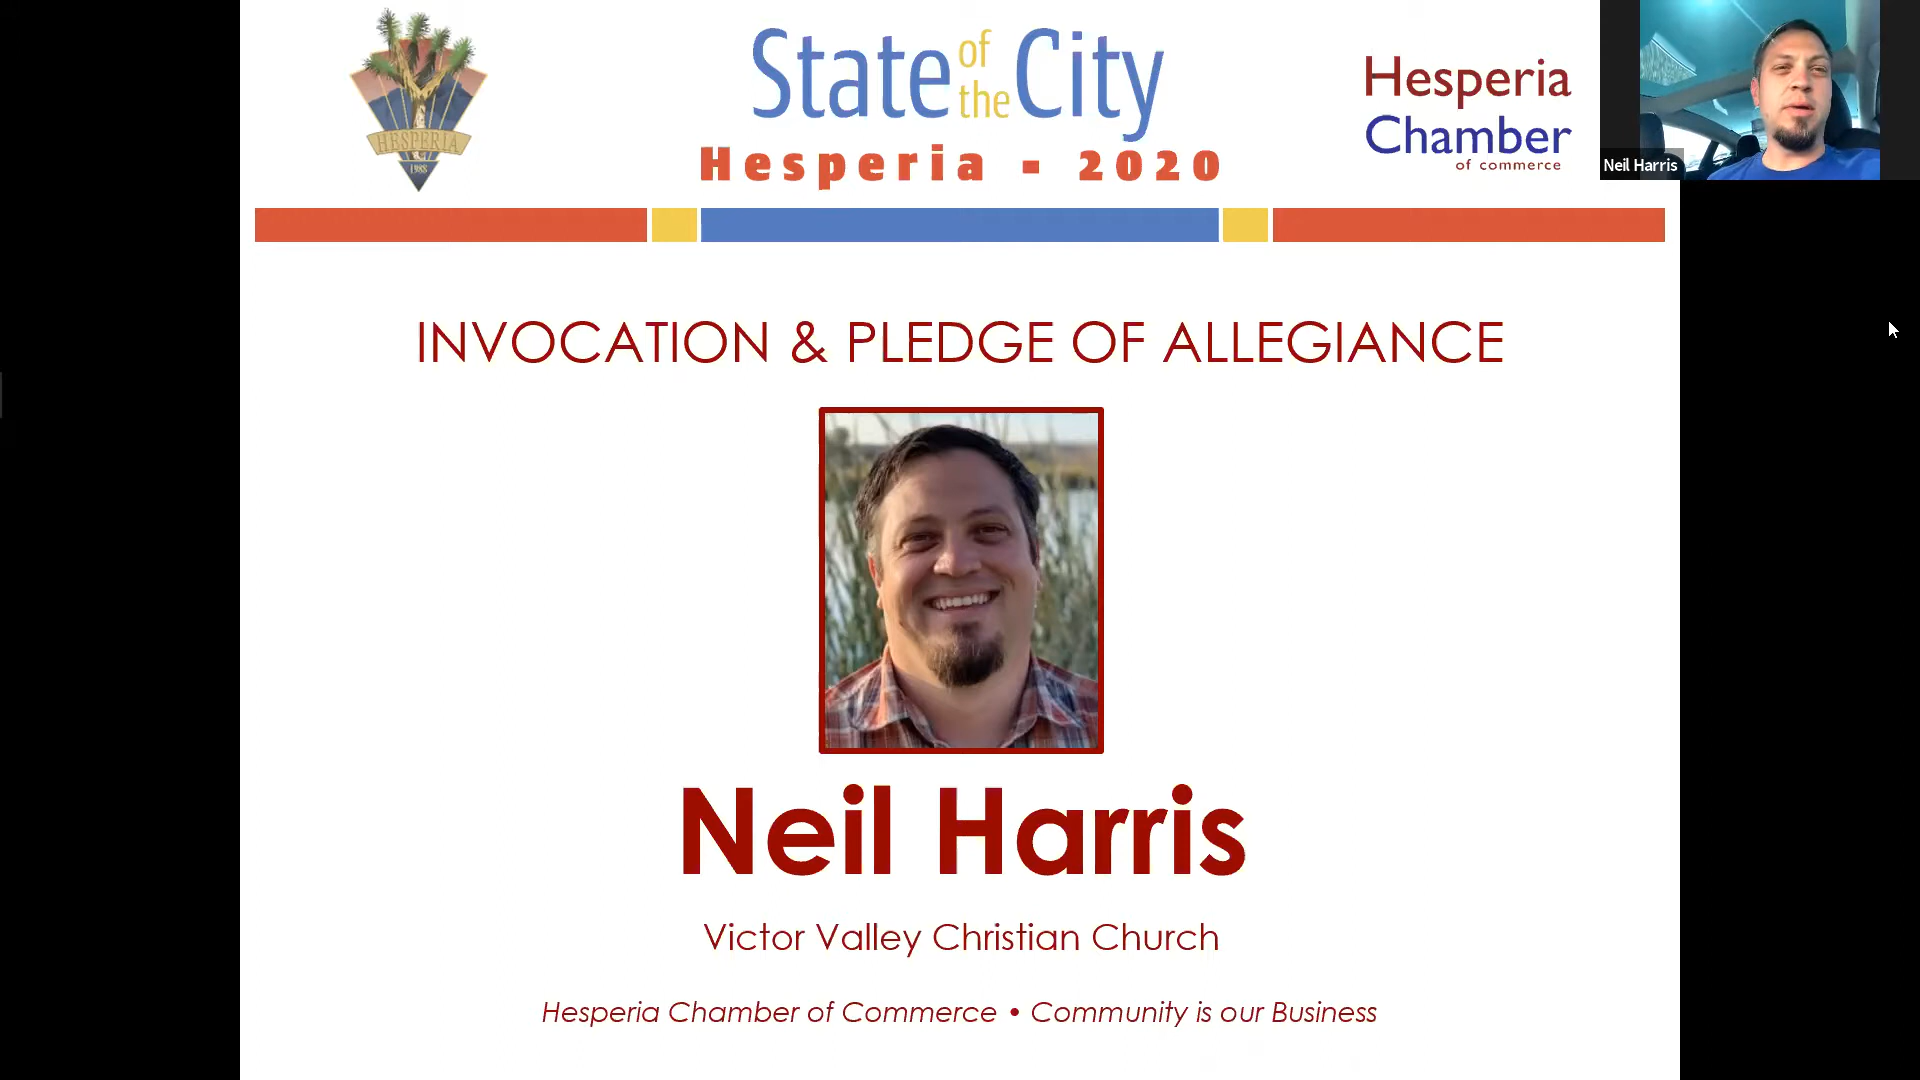 HESPERIA
1988
State of the City
Hesperia - 2020
Hesperia
Chamber
of commerce
Neil Harris
INVOCATION & PLEDGE OF ALLEGIANCE
Neil Harris
Victor Valley Christian Church
Hesperia Chamber of Commerce • Community is our Business